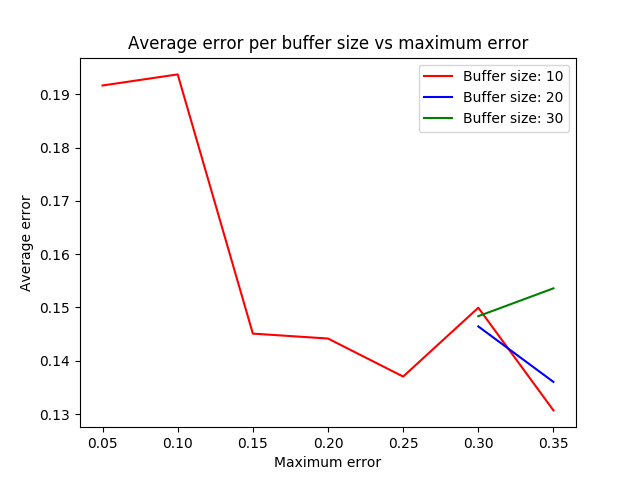 Average error per buffer size vs maximum error
Buffer size: 10
Buffer size: 20
Buffer size: 30
Average error
0.19
0.18
0.17
0.16
0.15
0.14
0.13
0.05 0.10 0.15 0.20 0.25 0.30 0.35
Maximum error